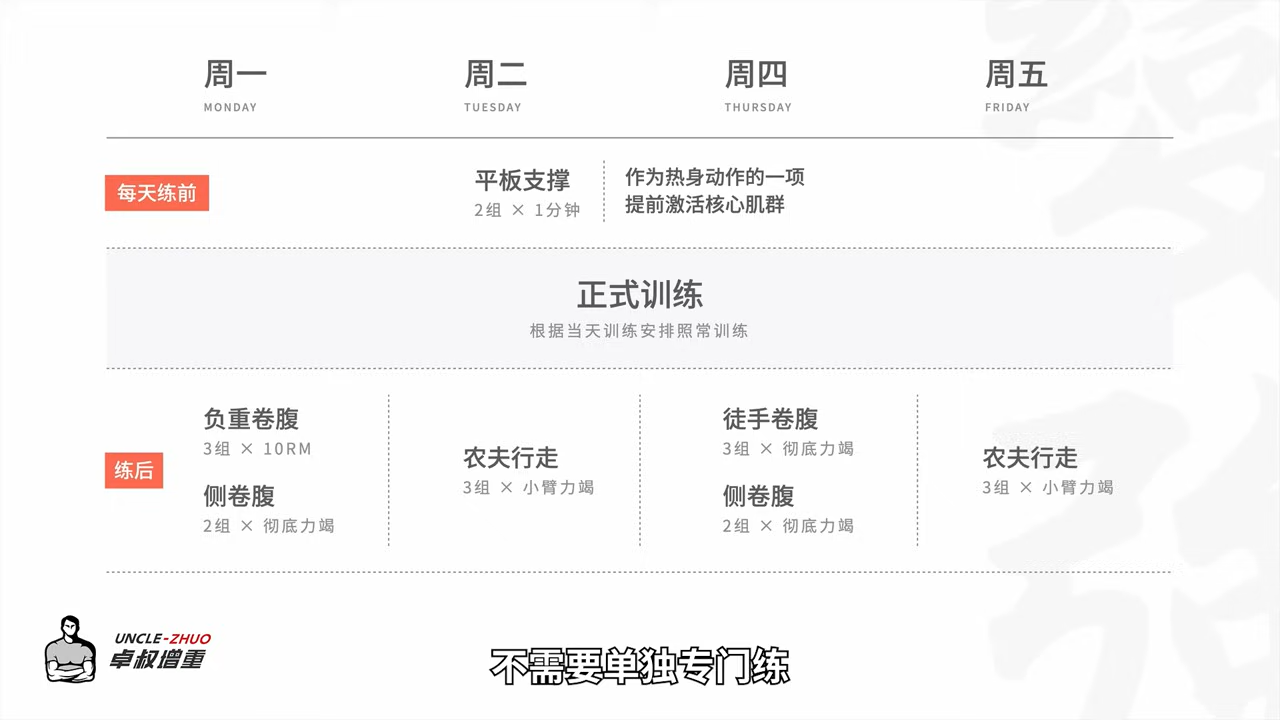 周一
MONDAY
周二
TUESDAY
周四
THURSDAY
周五
FRIDAY
每天练前
平板支撑
2组 × 1分钟
作为热身动作的一项
提前激活核心肌群
正式训练
根据当天训练安排照常训练
练后
负重卷腹
3组 × 10RM
侧卷腹
2组 × 彻底力竭
农夫行走
3组 × 小臂力竭
徒手卷腹
3组 × 彻底力竭
侧卷腹
2组 × 彻底力竭
农夫行走
3组 × 小臂力竭
UNCLE-ZHUO
卓叔增重
不需要单独专门练